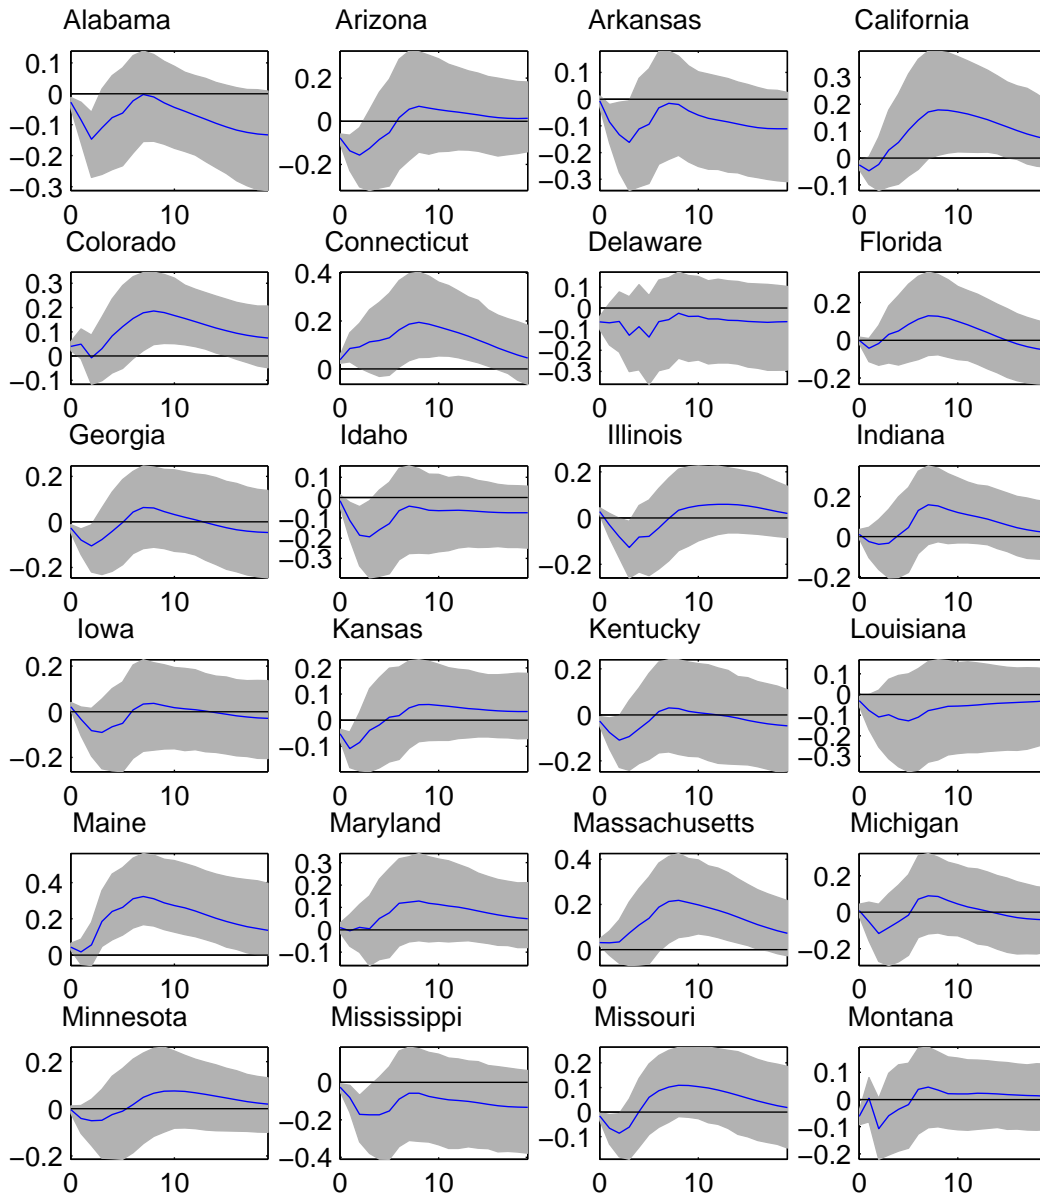 Alabama Arizona Arkansas California
0.1 0 −0.1 −0.2 −0.3 0 10
0.2 0 −0.2 0 10
0.1 0 −0.1 −0.2 −0.3 0 10
0.3 0.2 0.1 0 −0.1 0 10
Colorado Connecticut Delaware Florida
0.3 0.2 0.1 0 −0.1 0 10
0.4 0.2 0 0 10
0.1 0 −0.1 −0.2 −0.3 0 10
0.2 0 −0.2 0 10
Georgia Idaho Illinois Indiana
0.2 0 −0.2 0 10
0.1 0 −0.1 −0.2 −0.3 0 10
0.2 0 −0.2 0 10
0.2 0 −0.2 0 10
Iowa Kansas Kentucky Louisiana
0.2 0 −0.2 0 10
0.2 0.1 0 −0.1 0 10
0.2 0 −0.2 0 10
0.1 0 −0.1 −0.2 −0.3 0 10
Maine Maryland Massachusetts Michigan
0.4 0.2 0 0 10
0.3 0.2 0.1 0 −0.1 0 10
0.4 0.2 0 0 10
0.2 0 −0.2 0 10
Minnesota Mississippi Missouri Montana
0.2 0 −0.2 0 10
0 −0.2 −0.4 0 10
0.2 0.1 0 −0.1 0 10
0.1 0 −0.1 −0.2 0 10